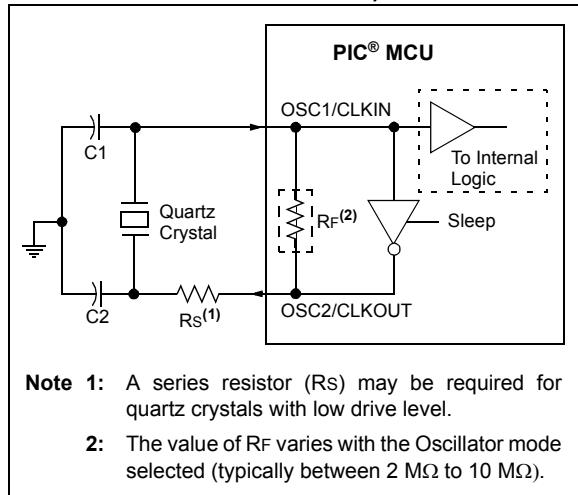 PIC® MCU
OSC1/CLKIN
C1
To Internal
Logic
Quartz
Crystal
RF(2)
Sleep
C2
RS(1)
OSC2/CLKOUT
Note 1: A series resistor (RS) may be required for
quartz crystals with low drive level.
2: The value of RF varies with the Oscillator mode
selected (typically between 2 MΩ to 10 MΩ).